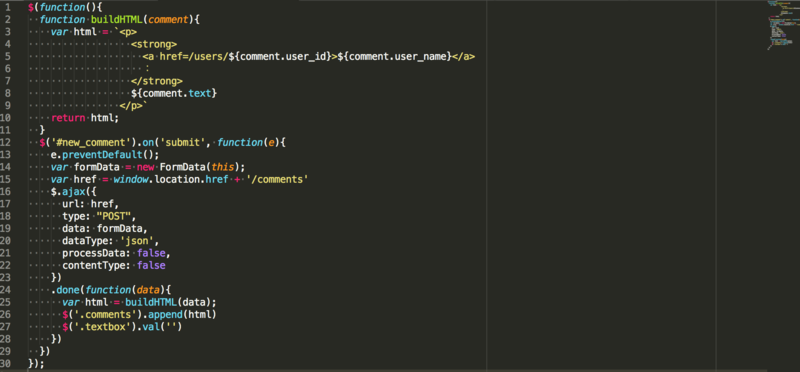 1 $(function(){
2   function buildHTML(comment){
3     var html = `<p>
4                   <strong>
5                     <a href=/users/${comment.user_id}>${comment.user_name}</a>
6                     :
7                   </strong>
8                   ${comment.text}
9                 </p>`
10     return html;
11   }
12   $('#new_comment').on('submit', function(e){
13     e.preventDefault();
14     var formData = new FormData(this);
15     var href = window.location.href + '/comments'
16     $.ajax({
17       url: href,
18       type: "POST",
19       data: formData,
20       dataType: 'json',
21       processData: false,
22       contentType: false
23     })
24     .done(function(data){
25       var html = buildHTML(data);
26       $('.comments').append(html)
27       $('.textbox').val('')
28     })
29   })
30 });